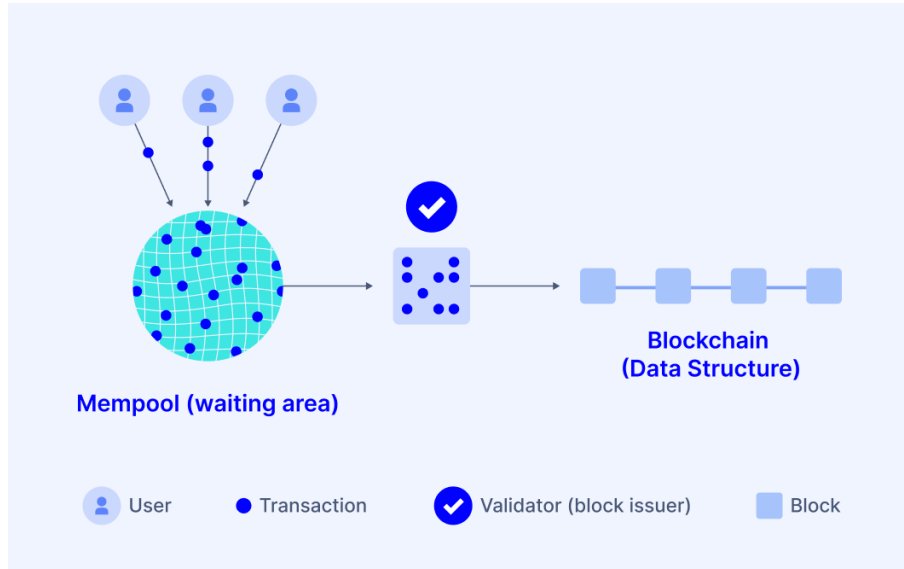 Blockchain
(Data Structure)
Mempool (waiting area)
User
Transaction
Validator (block issuer)
Block